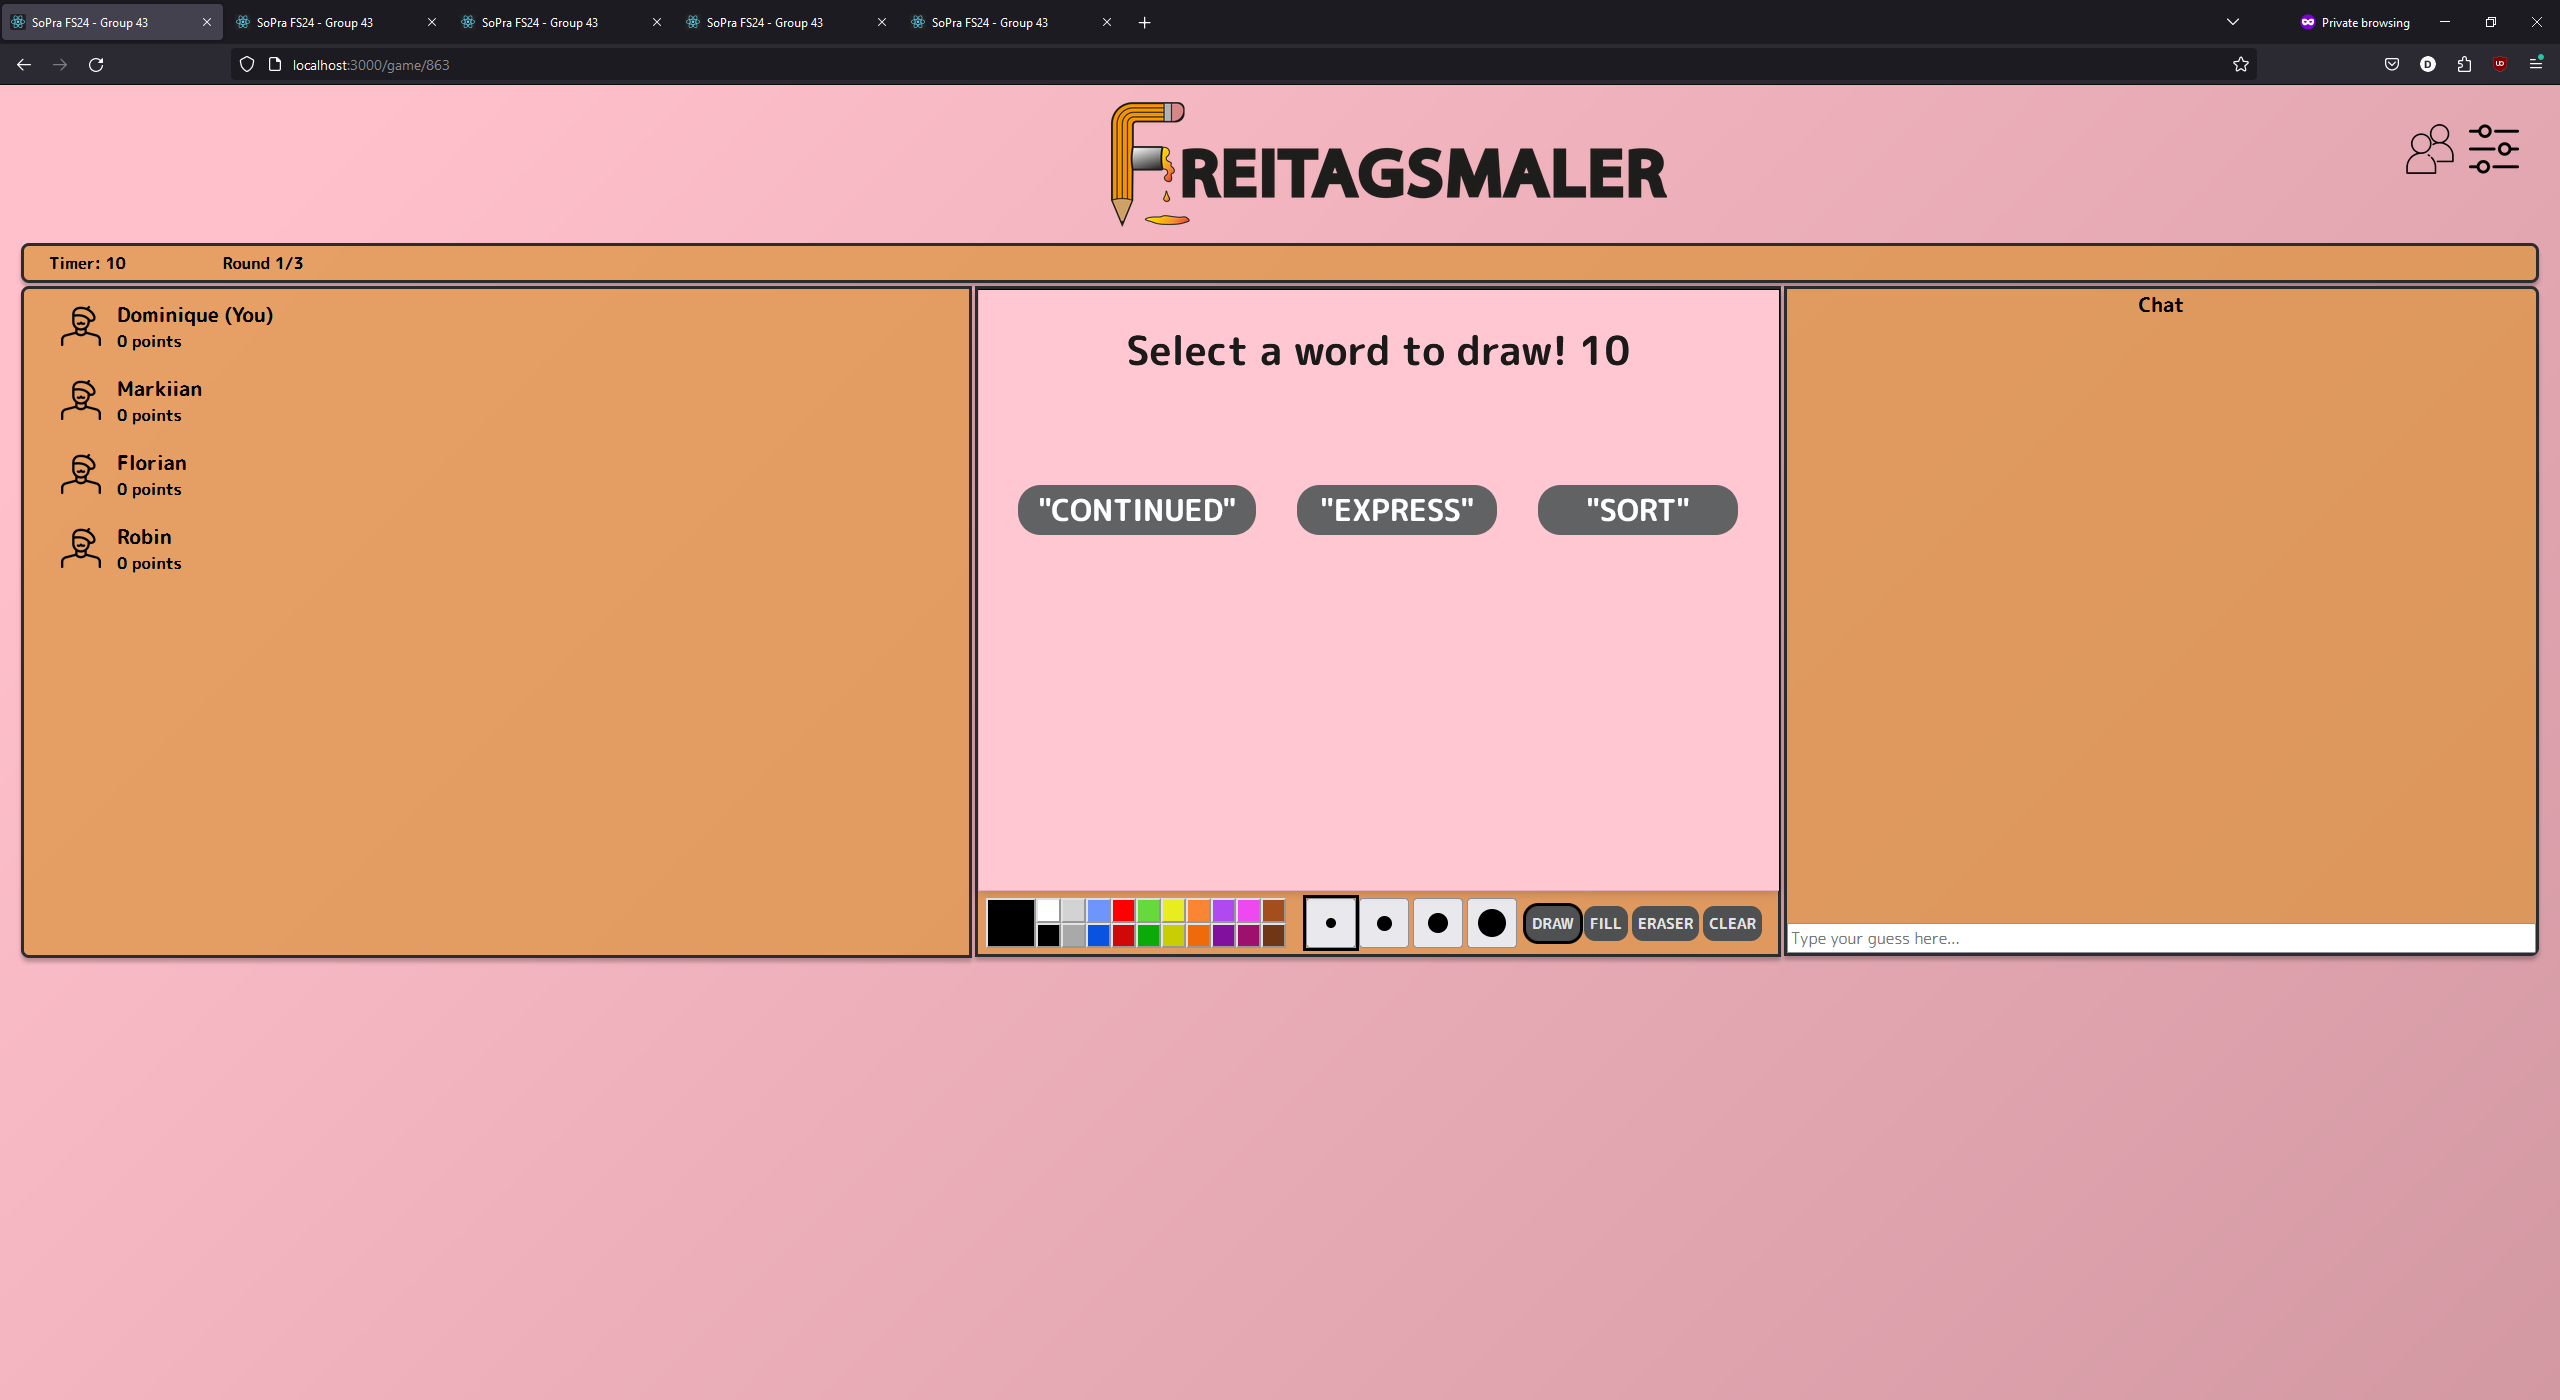 SoPra FS24 - Group 43
SoPra FS24 - Group 43
SoPra FS24 - Group 43
SoPra FS24 - Group 43
SoPra FS24 - Group 43
Private browsing
localhost:3000/game/863
FREITAGSMALER
Timer: 10
Round 1/3
Dominique (You)
0 points
Markiian
0 points
Florian
0 points
Robin
0 points
Select a word to draw! 10
"CONTINUED"
"EXPRESS"
"SORT"
DRAW
FILL
ERASER
CLEAR
Chat
Type your guess here...